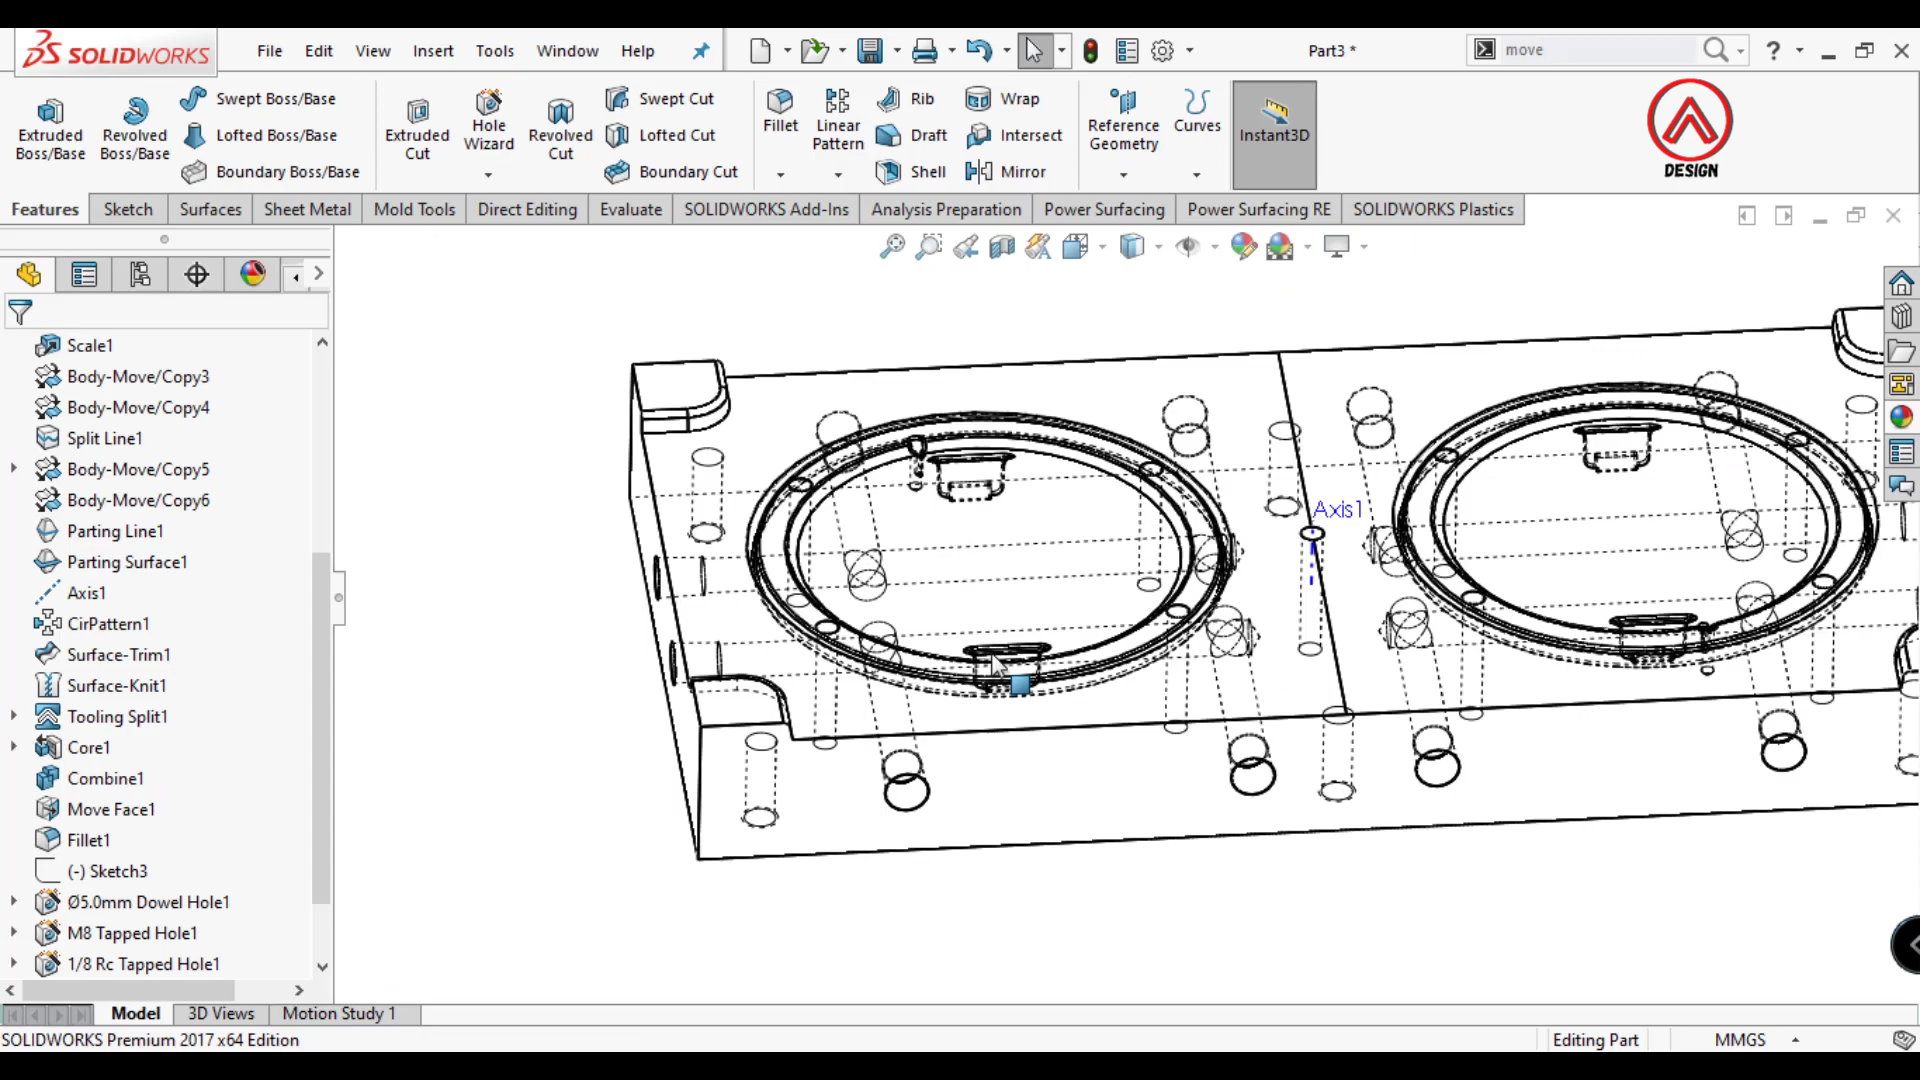 SOLIDWORKS
File Edit View Insert Tools Window Help
Part3 *
move
?
Extruded Boss/Base
Revolved Boss/Base
Swept Boss/Base
Lofted Boss/Base
Boundary Boss/Base
Extruded Cut
Hole Wizard
Revolved Cut
Swept Cut
Lofted Cut
Boundary Cut
Fillet
Linear Pattern
Rib
Draft
Shell
Wrap
Intersect
Mirror
Reference Geometry
Curves
Instant3D
DESIGN
Features Sketch Surfaces Sheet Metal Mold Tools Direct Editing Evaluate SOLIDWORKS Add-Ins Analysis Preparation Power Surfacing Power Surfacing RE SOLIDWORKS Plastics
Scale1
Body-Move/Copy3
Body-Move/Copy4
Split Line1
Body-Move/Copy5
Body-Move/Copy6
Parting Line1
Parting Surface1
Axis1
CirPattern1
Surface-Trim1
Surface-Knit1
Tooling Split1
Core1
Combine1
Move Face1
Fillet1
(-) Sketch3
Ø5.0mm Dowel Hole1
M8 Tapped Hole1
1/8 Rc Tapped Hole1
Axis1
Model 3D Views Motion Study 1
SOLIDWORKS Premium 2017 x64 Edition
Editing Part MMGS